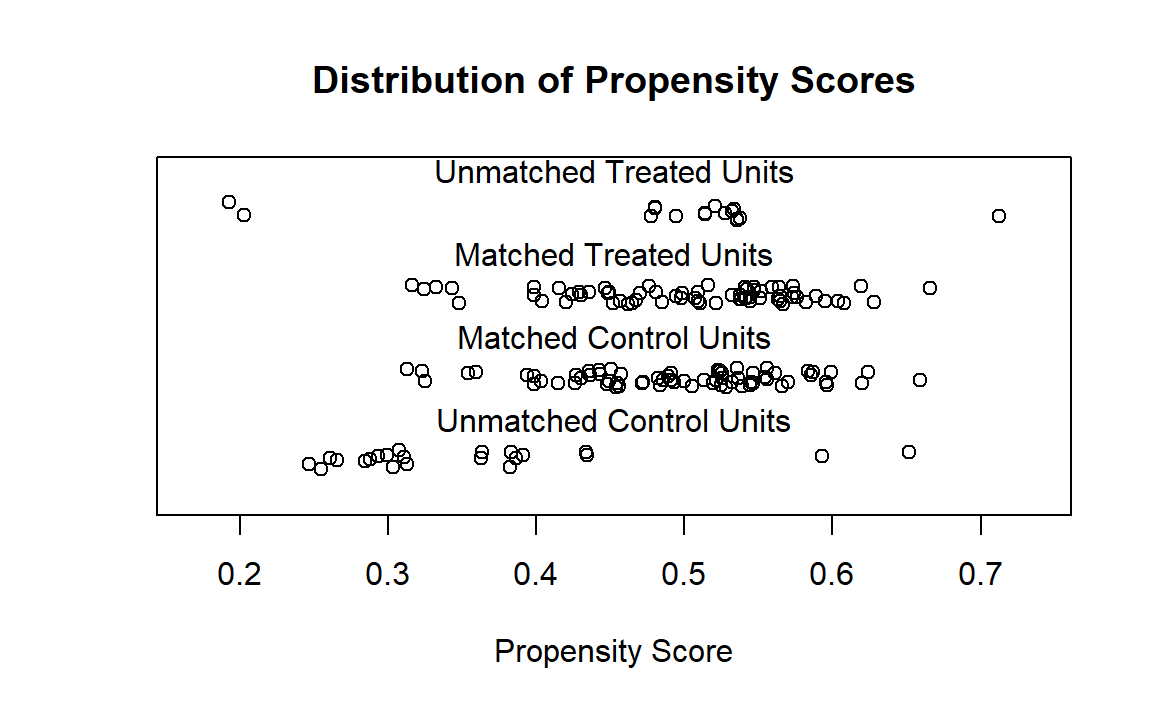 Distribution of Propensity Scores
Unmatched Treated Units
Matched Treated Units
Matched Control Units
Unmatched Control Units
0.2 0.3 0.4 0.5 0.6 0.7
Propensity Score